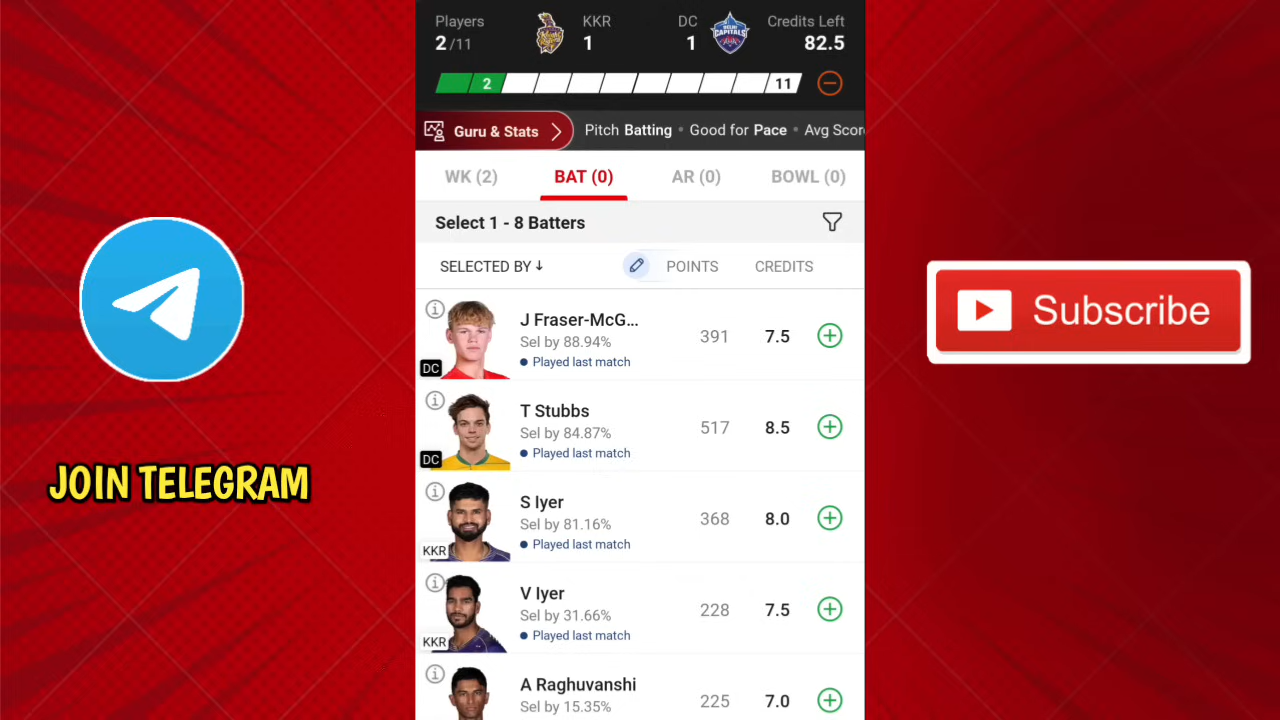 Players
2/11
KKR
1
DC
1
DELHI
CAPITALS
Credits Left
82.5
2
11
Guru & Stats
Pitch Batting • Good for Pace • Avg Scor
WK (2)
BAT (0)
AR (0)
BOWL (0)
Select 1 - 8 Batters
SELECTED BY↓
POINTS
CREDITS
J Fraser-McG...
Sel by 88.94%
Played last match
DC
391
7.5
T Stubbs
Sel by 84.87%
Played last match
DC
517
8.5
S Iyer
Sel by 81.16%
Played last match
KKR
368
8.0
V Iyer
Sel by 31.66%
Played last match
KKR
228
7.5
A Raghuvanshi
Sel by 15.35%
225
7.0
JOIN TELEGRAM
Subscribe